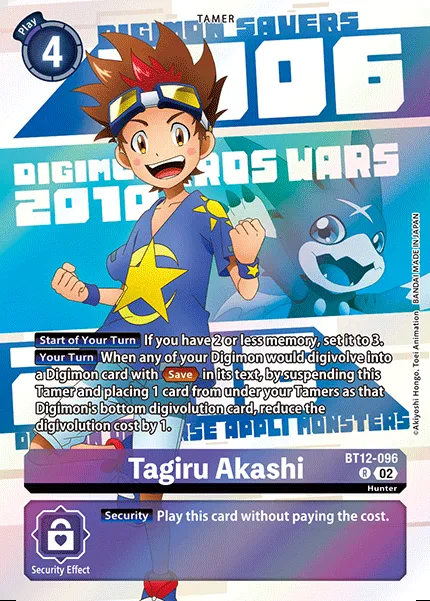 TAMER
Play
4
DIGIMON SAVERS
2006
DIGIMON XROS WARS
2010
Start of Your Turn If you have 2 or less memory, set it to 3.
Your Turn When any of your Digimon would digivolve into
a Digimon card with Save in its text, by suspending this
Tamer and placing 1 card from under your Tamers as that
Digimon's bottom digivolution card, reduce the
digivolution cost by 1.
APPLI MONSTERS
©Akiyoshi Hongo, Toei Animation, BANDAI MADE IN JAPAN
Tagiru Akashi
BT12-096
R 02
Hunter
Security Play this card without paying the cost.
Security Effect